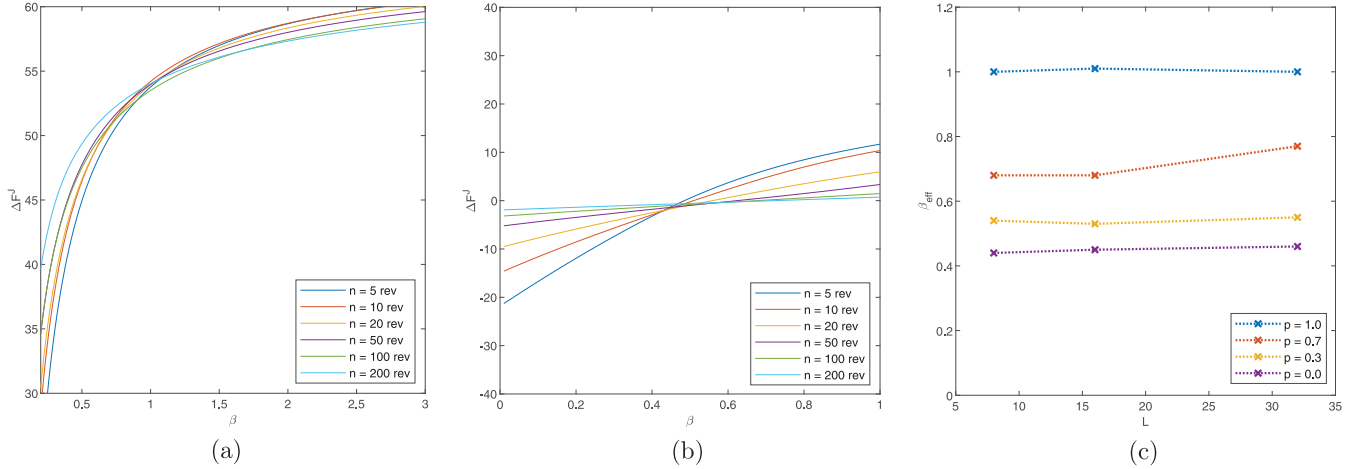 60
55
50
45
40
35
30
ΔF^J
n = 5 rev
n = 10 rev
n = 20 rev
n = 50 rev
n = 100 rev
n = 200 rev
0.5 1 1.5 2 2.5 3
β
(a)
40
30
20
10
0
-10
-20
-30
-40
ΔF^J
n = 5 rev
n = 10 rev
n = 20 rev
n = 50 rev
n = 100 rev
n = 200 rev
0 0.2 0.4 0.6 0.8 1
β
(b)
1.2
1
0.8
0.6
0.4
0.2
0
β_eff
p = 1.0
p = 0.7
p = 0.3
p = 0.0
5 10 15 20 25 30 35
L
(c)